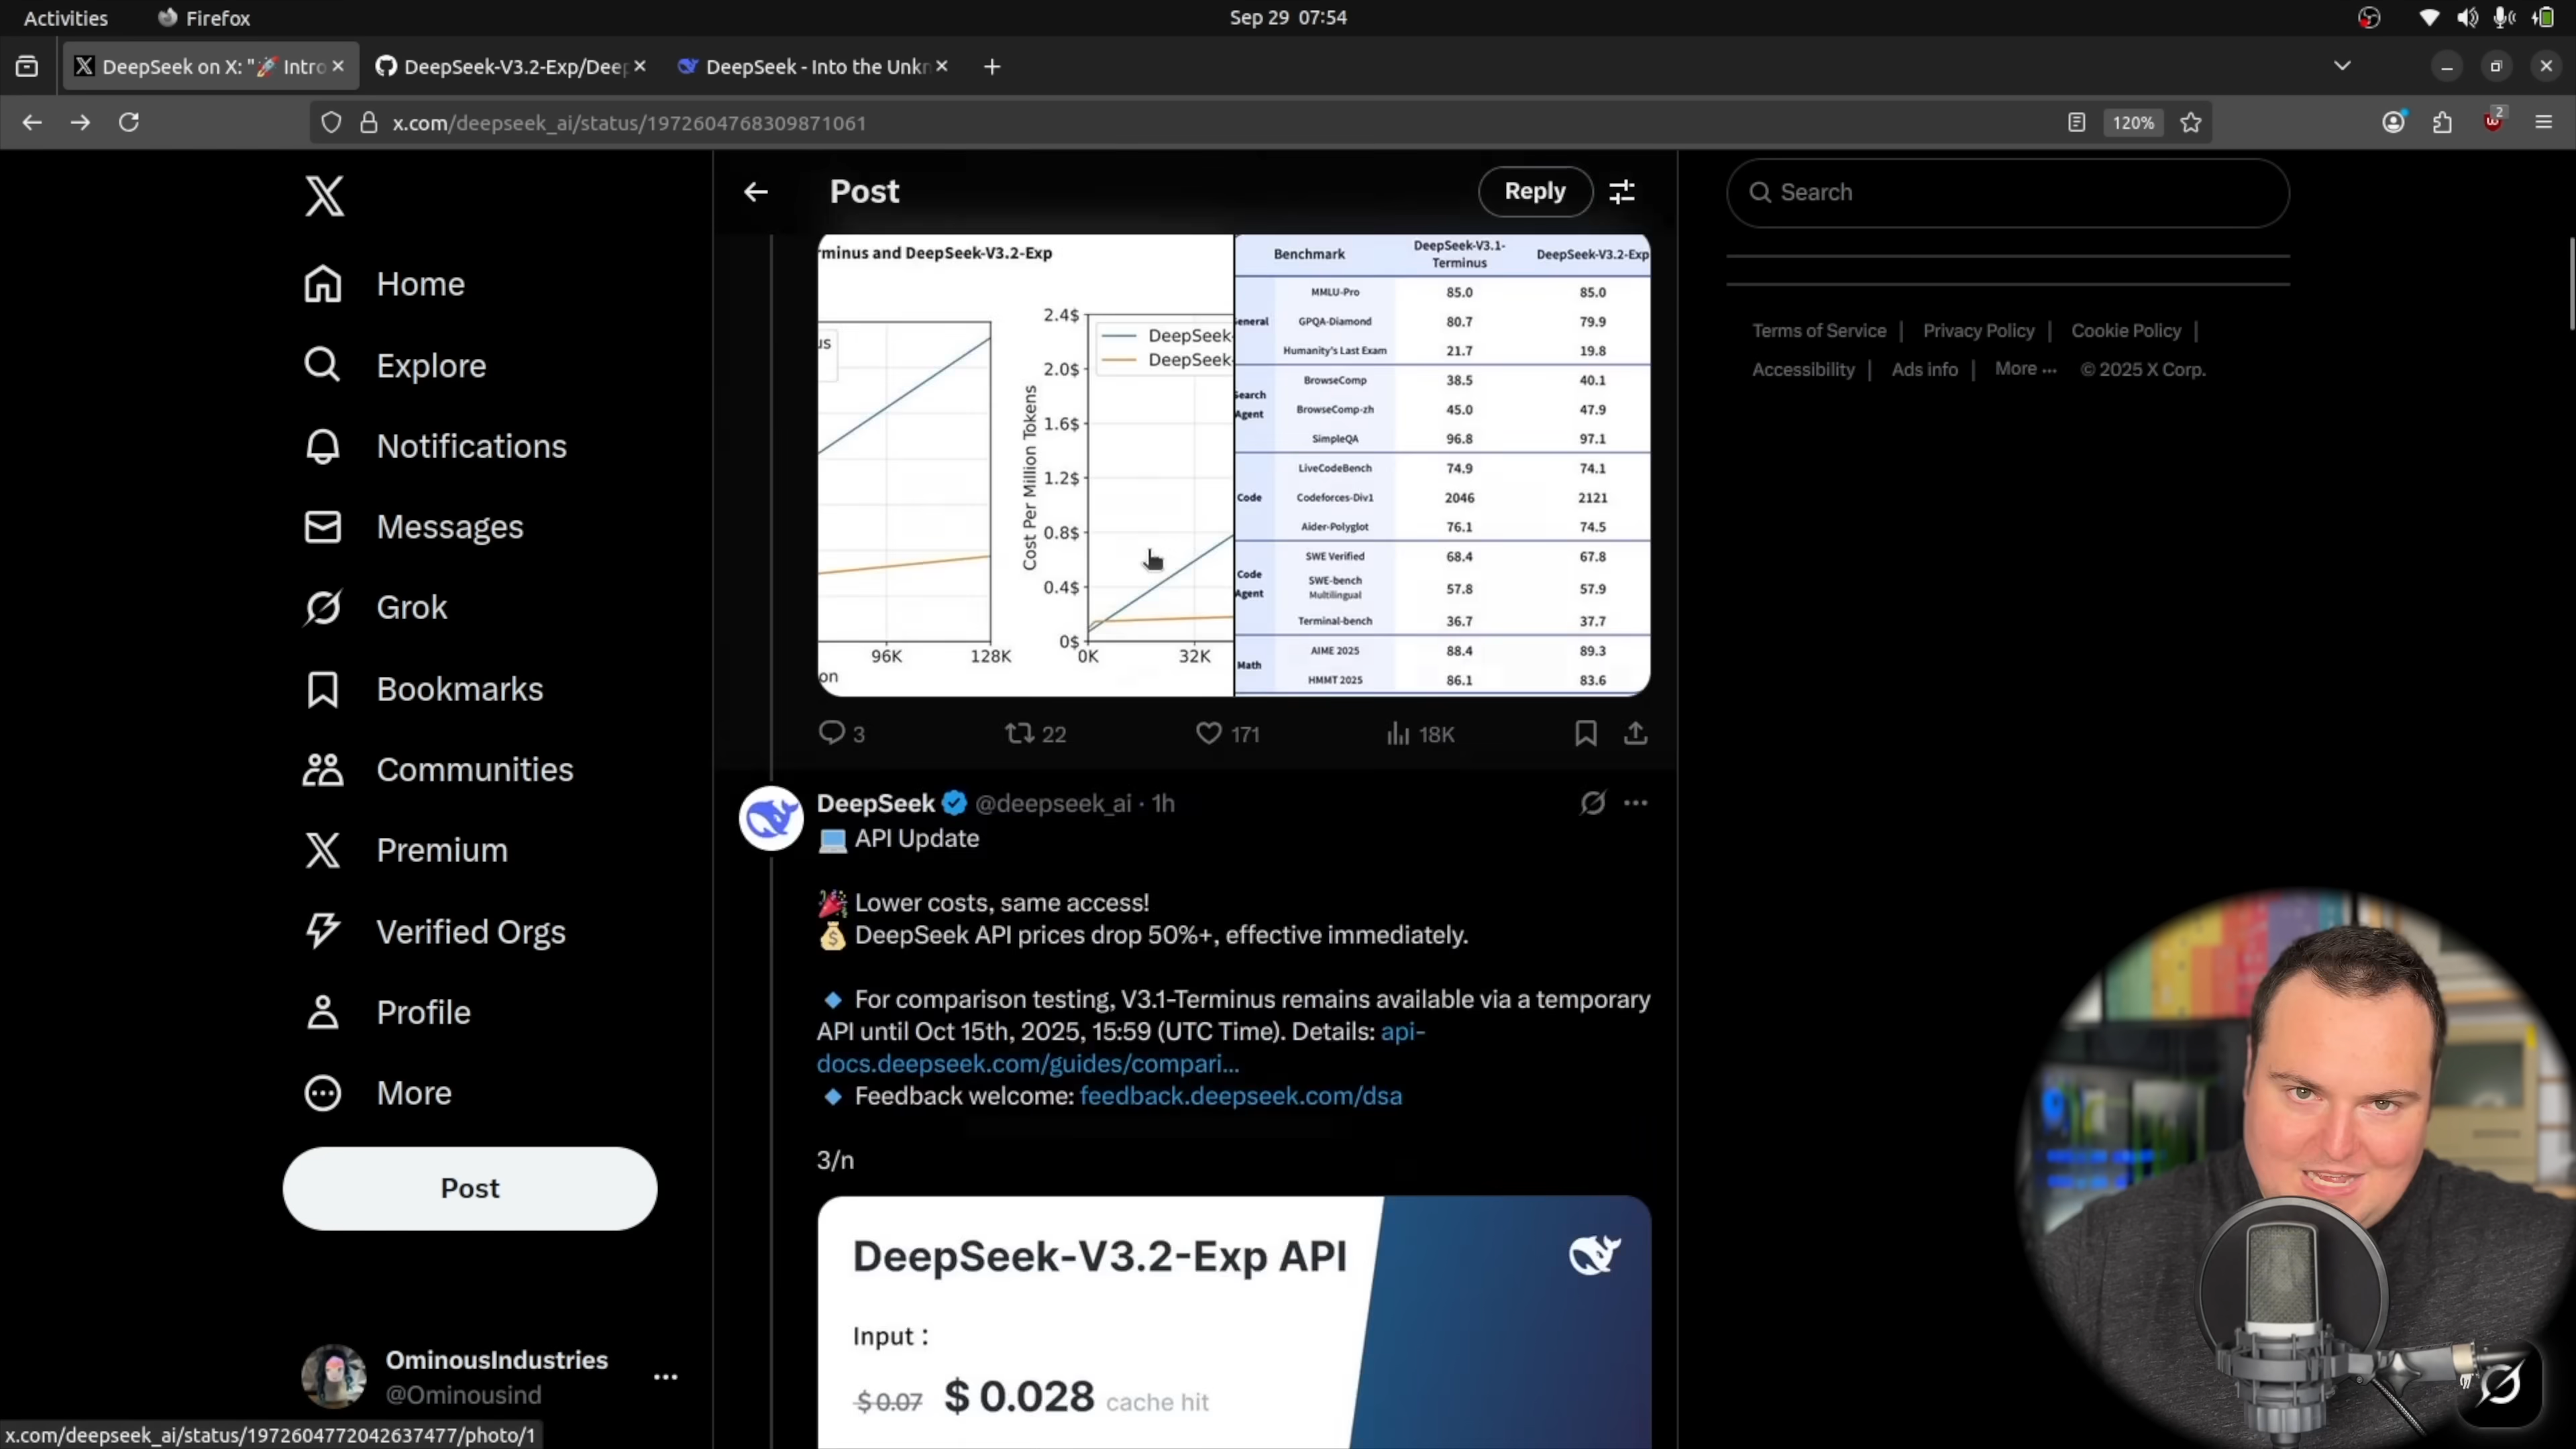 Activities
Firefox
Sep 29 07:54
DeepSeek on X: "🚀 Intro
DeepSeek-V3.2-Exp/Deep
DeepSeek - Into the Unkn
x.com/deepseek_ai/status/1972604768309871061
120%
2
Post
Reply
Search
Home
Explore
Notifications
Messages
Grok
Bookmarks
Communities
Premium
Verified Orgs
Profile
More
Post
OminousIndustries
@Ominousind
rminus and DeepSeek-V3.2-Exp
us
96K
128K
on
Cost Per Million Tokens
2.4$
2.0$
1.6$
1.2$
0.8$
0.4$
0$
0K
32K
DeepSeek-
DeepSeek-
Benchmark DeepSeek-V3.1-Terminus DeepSeek-V3.2-Exp
General
MMLU-Pro 85.0 85.0
GPQA-Diamond 80.7 79.9
Humanity's Last Exam 21.7 19.8
Search Agent
BrowseComp 38.5 40.1
BrowseComp-zh 45.0 47.9
SimpleQA 96.8 97.1
Code
LiveCodeBench 74.9 74.1
Codeforces-Div1 2046 2121
Aider-Polyglot 76.1 74.5
Code Agent
SWE Verified 68.4 67.8
SWE-bench Multilingual 57.8 57.9
Terminal-bench 36.7 37.7
Math
AIME 2025 88.4 89.3
HMMT 2025 86.1 83.6
3
22
171
18K
DeepSeek @deepseek_ai · 1h
💻 API Update
🎉 Lower costs, same access!
💰 DeepSeek API prices drop 50%+, effective immediately.
🔹 For comparison testing, V3.1-Terminus remains available via a temporary
API until Oct 15th, 2025, 15:59 (UTC Time). Details: api-
docs.deepseek.com/guides/compari…
🔹 Feedback welcome: feedback.deepseek.com/dsa
3/n
DeepSeek-V3.2-Exp API
Input :
$0.07 $0.028 cache hit
Terms of Service | Privacy Policy | Cookie Policy |
Accessibility | Ads info | More ··· © 2025 X Corp.
x.com/deepseek_ai/status/1972604772042637477/photo/1